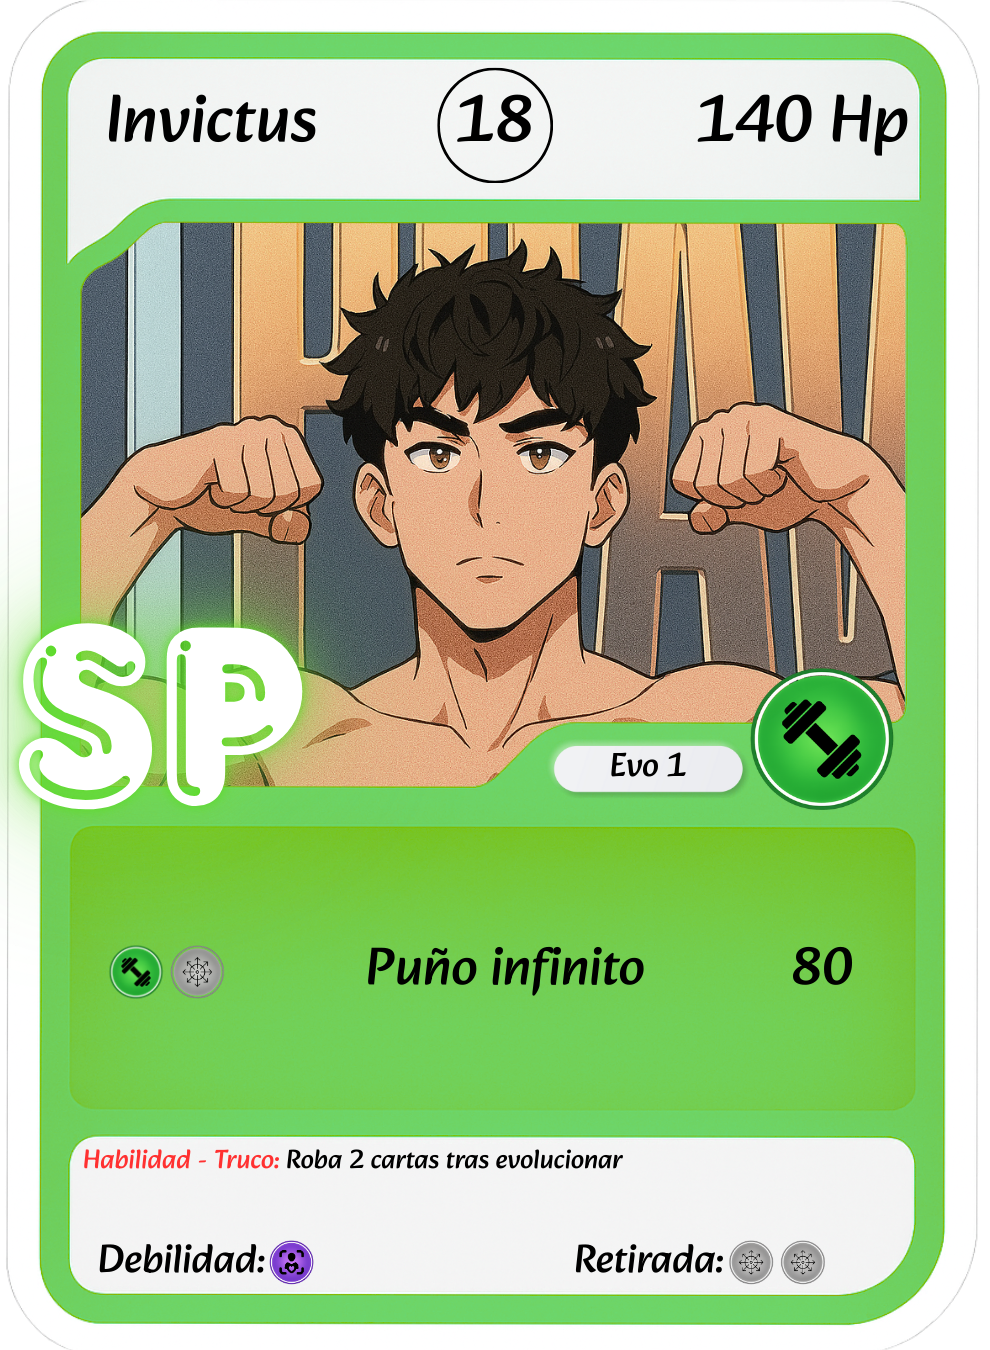 Invictus 18 140 Hp
SP
Evo 1
Puño infinito 80
Habilidad - Truco: Roba 2 cartas tras evolucionar
Debilidad: Retirada: